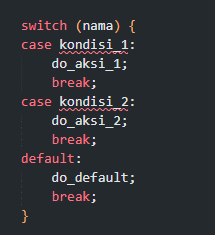 switch (nama) {
case kondisi_1:
    do_aksi_1;
    break;
case kondisi_2:
    do_aksi_2;
    break;
default:
    do_default;
    break;
}